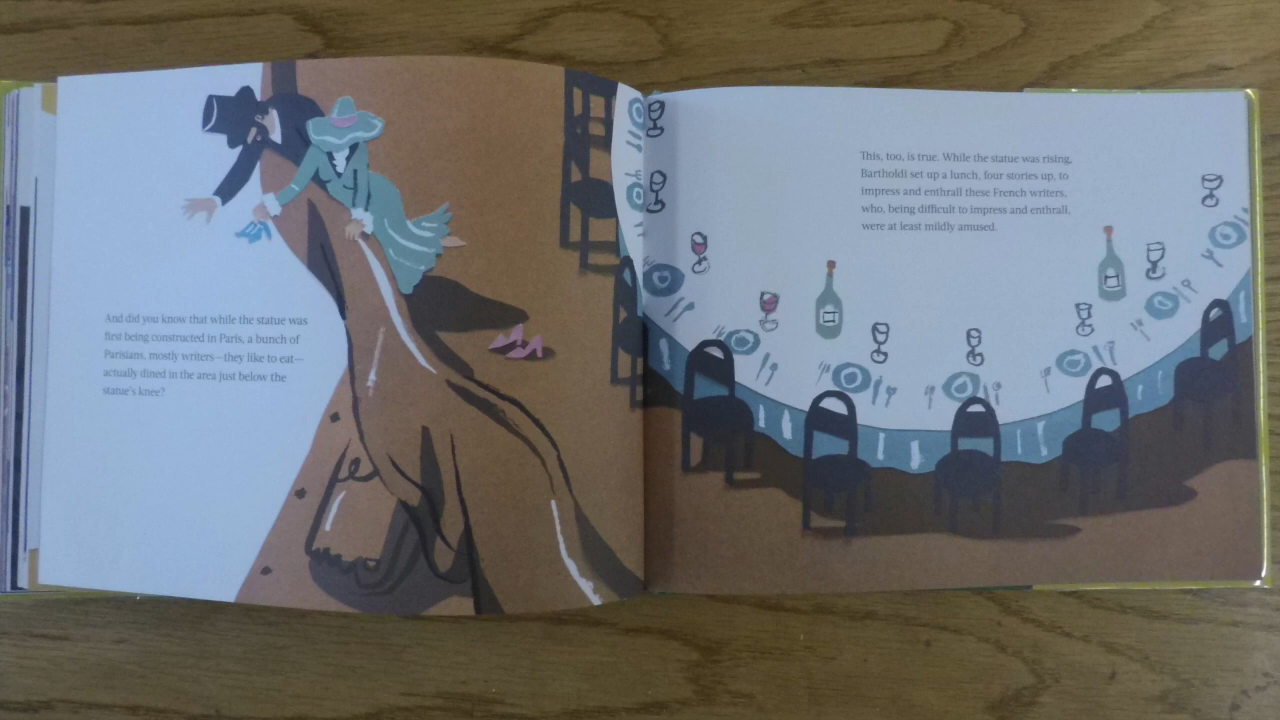 And did you know that while the statue was
first being constructed in Paris, a bunch of
Parisians, mostly writers—they like to eat—
actually dined in the area just below the
statue's knee?
This, too, is true. While the statue was rising,
Bartholdi set up a lunch, four stories up, to
impress and enthrall these French writers,
who, being difficult to impress and enthrall,
were at least mildly amused.